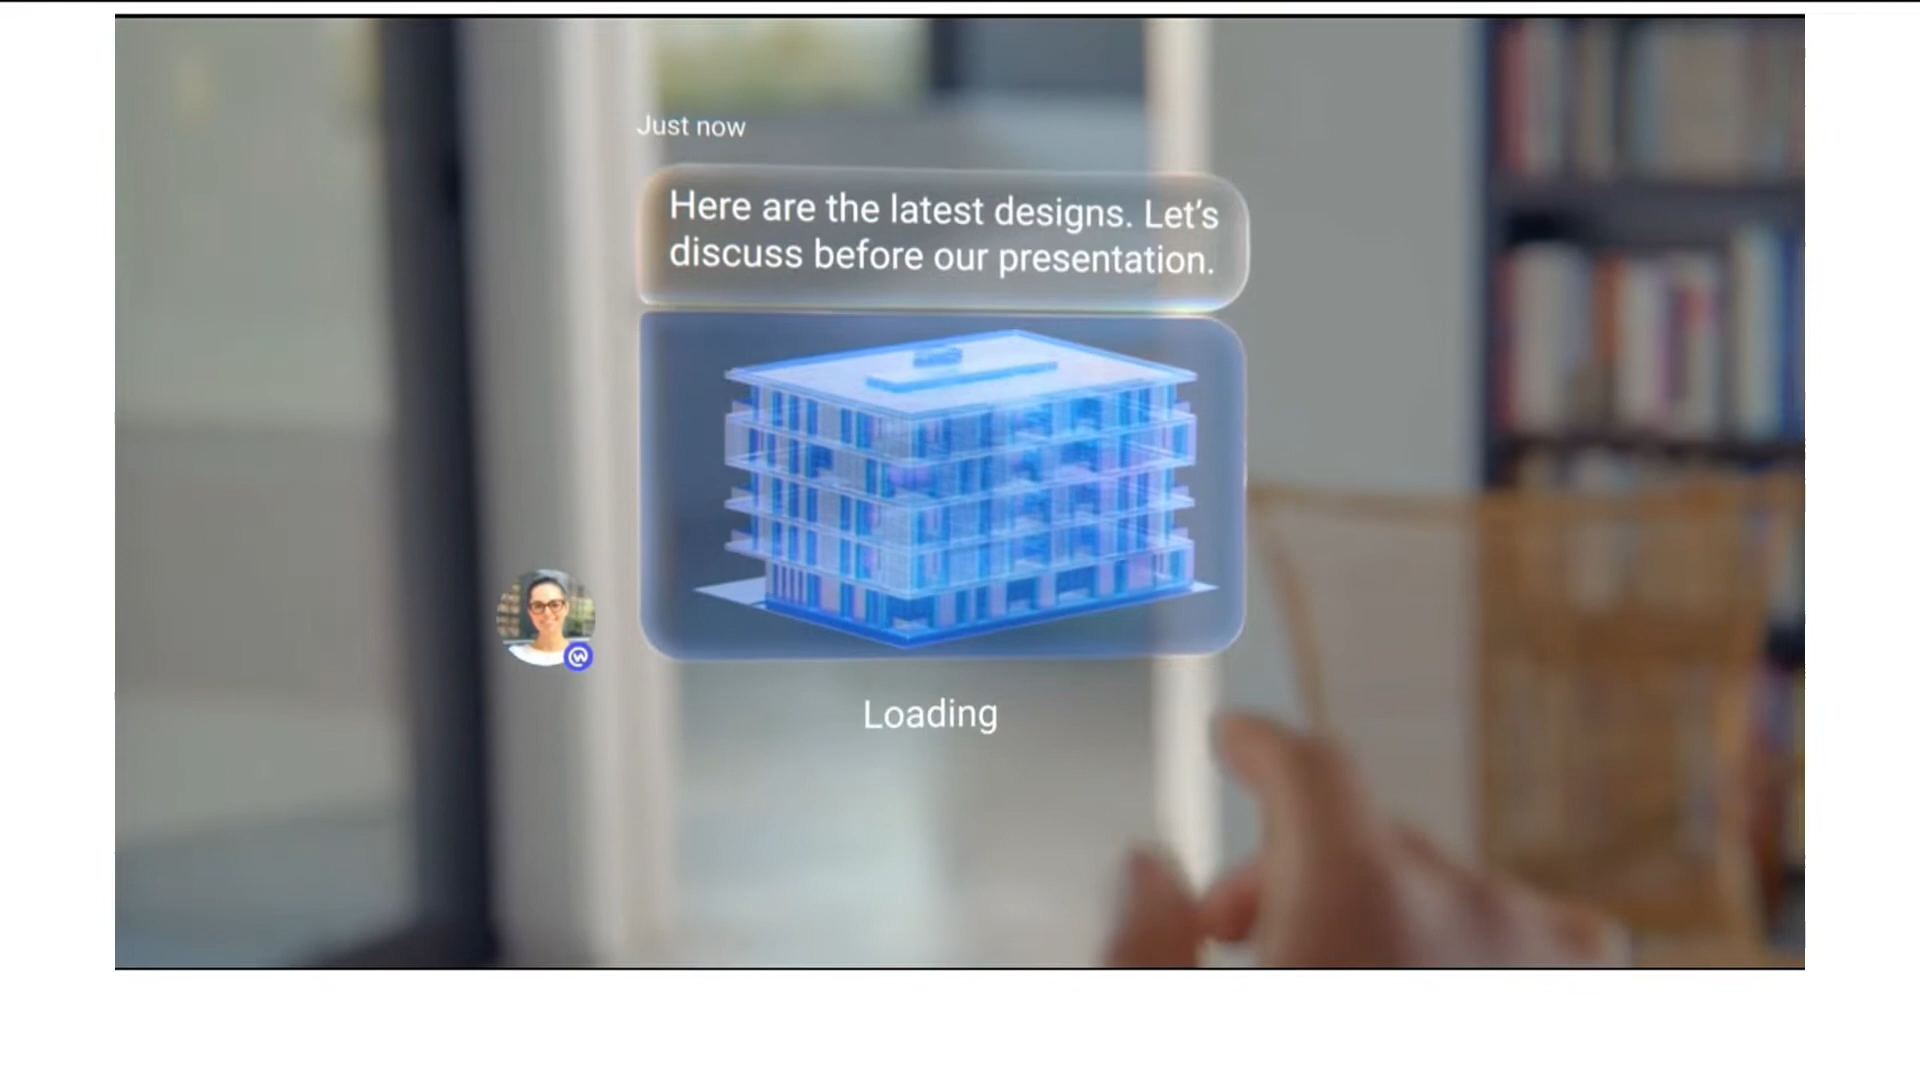 Just now
Here are the latest designs. Let's
discuss before our presentation.
Loading